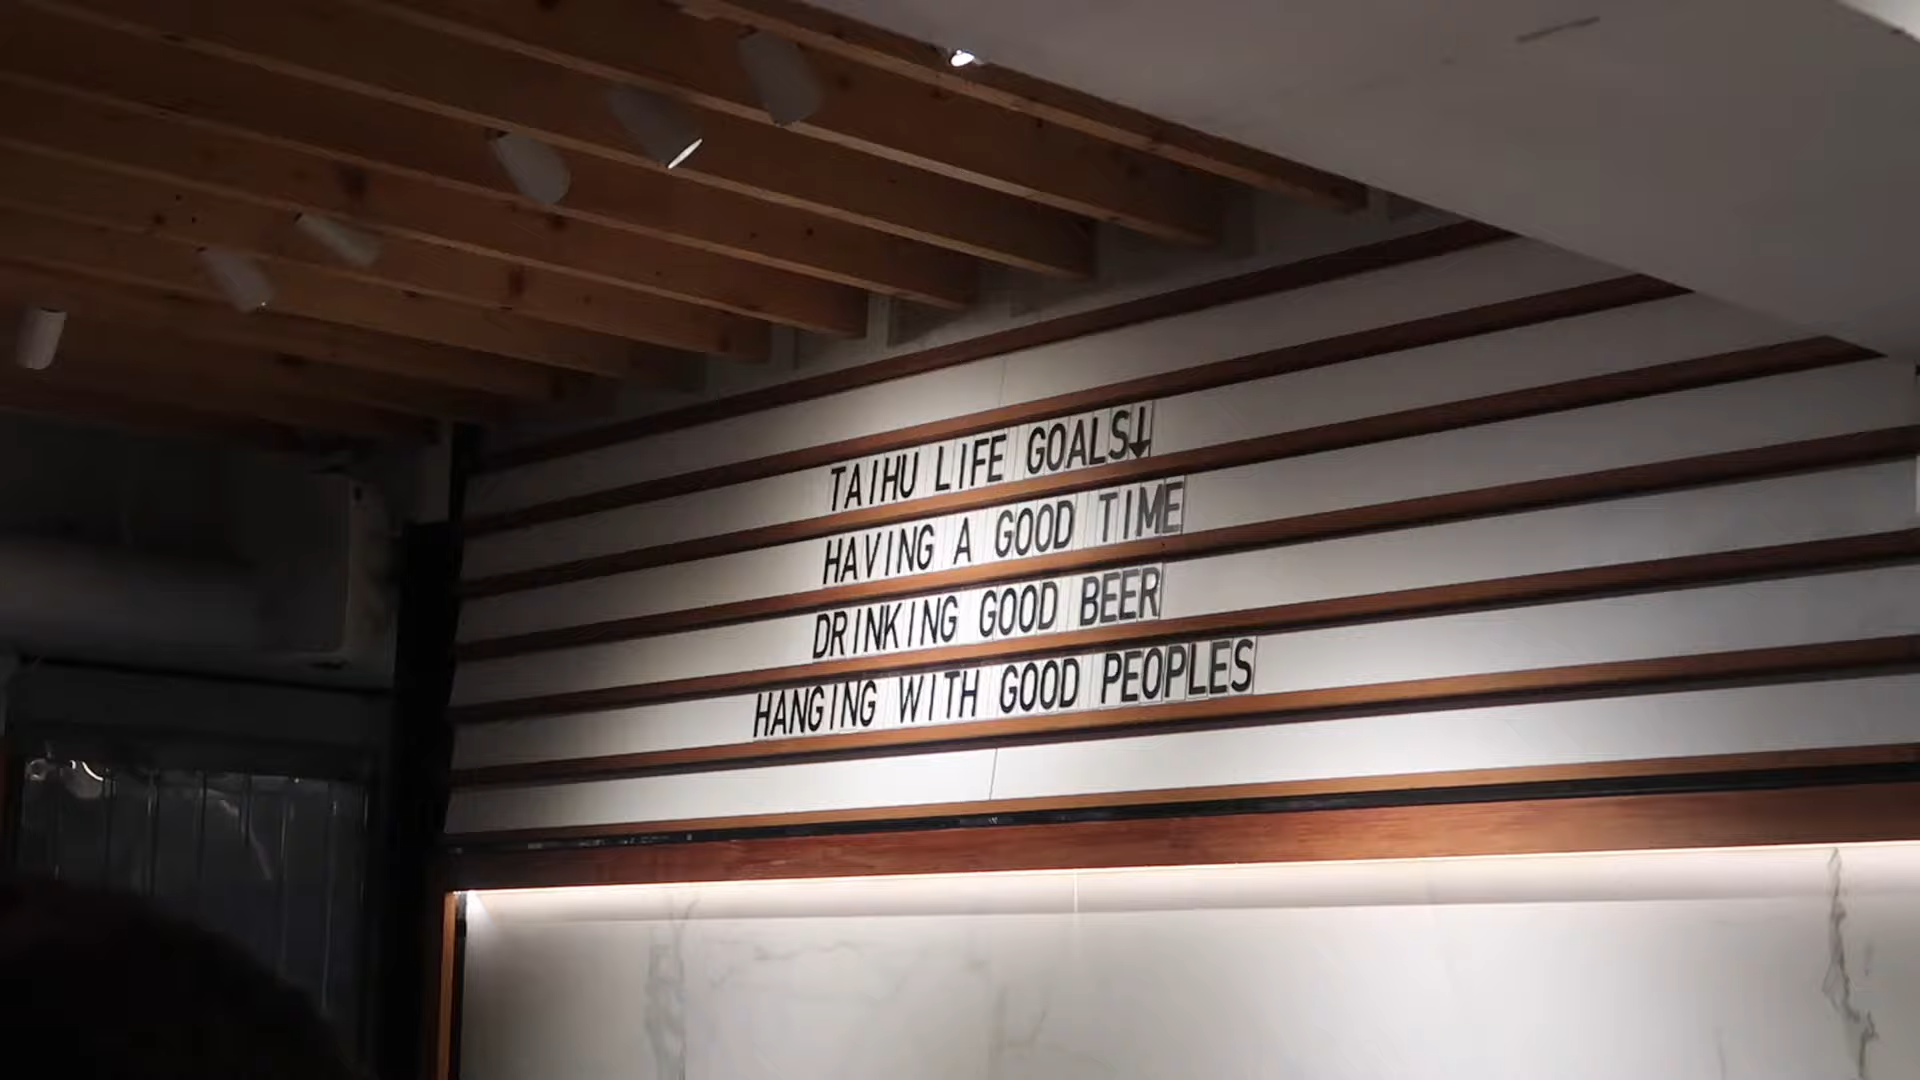 TAIHU LIFE GOALS↓
HAVING A GOOD TIME
DRINKING GOOD BEER
HANGING WITH GOOD PEOPLES